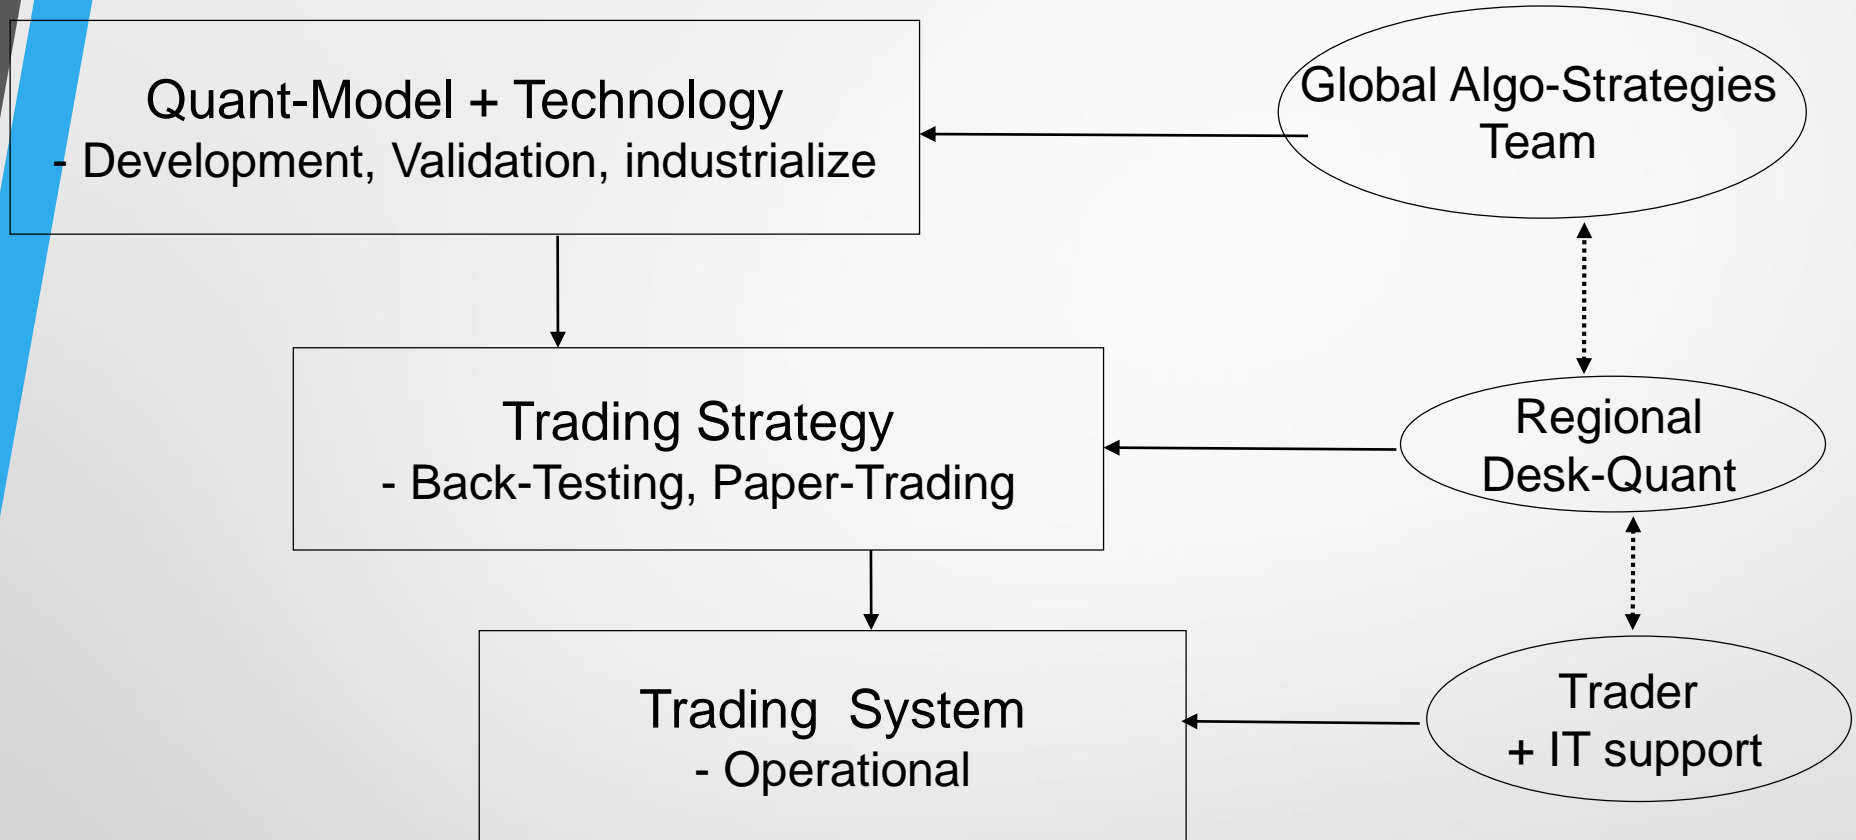 Quant-Model + Technology
- Development, Validation, industrialize
Global Algo-Strategies
Team
Trading Strategy
- Back-Testing, Paper-Trading
Regional
Desk-Quant
Trading  System
- Operational
Trader
+ IT support